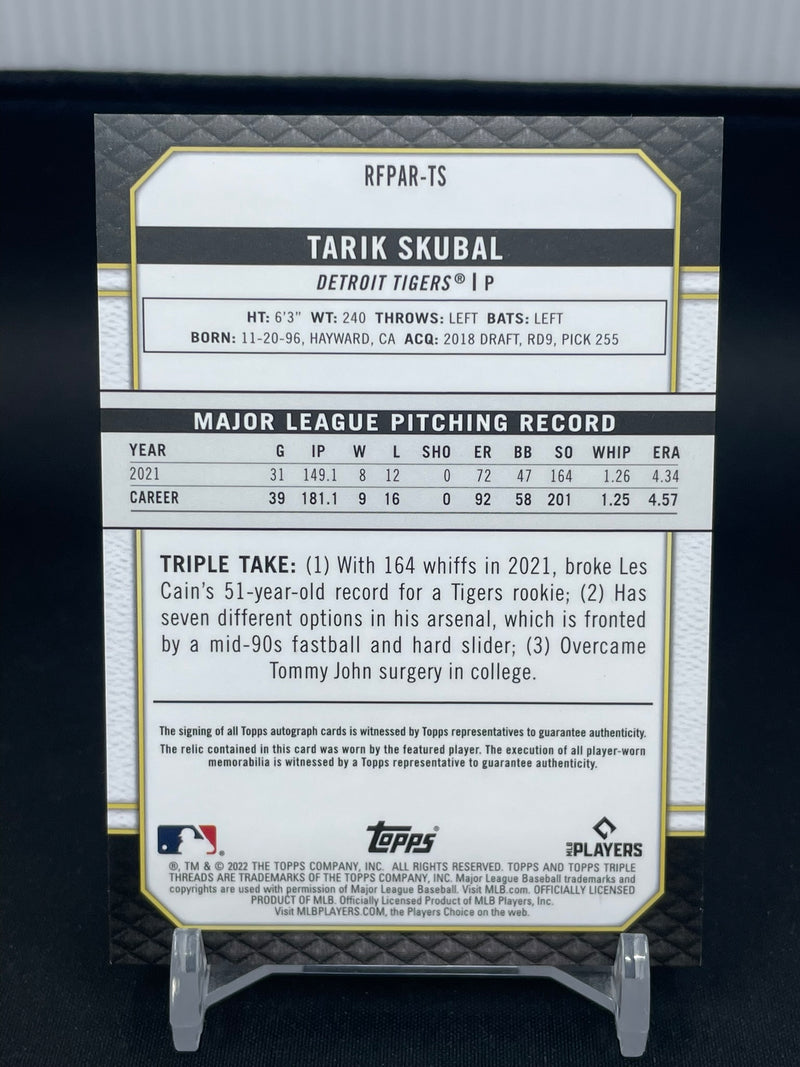 RFPAR-TS
TARIK SKUBAL
DETROIT TIGERS® | P
HT: 6'3" WT: 240 THROWS: LEFT BATS: LEFT
BORN: 11-20-96, HAYWARD, CA ACQ: 2018 DRAFT, RD9, PICK 255
MAJOR LEAGUE PITCHING RECORD
YEAR G IP W L SHO ER BB SO WHIP ERA
2021 31 149.1 8 12 0 72 47 164 1.26 4.34
CAREER 39 181.1 9 16 0 92 58 201 1.25 4.57
TRIPLE TAKE: (1) With 164 whiffs in 2021, broke Les
Cain's 51-year-old record for a Tigers rookie; (2) Has
seven different options in his arsenal, which is fronted
by a mid-90s fastball and hard slider; (3) Overcame
Tommy John surgery in college.
The signing of all Topps autograph cards is witnessed by Topps representatives to guarantee authenticity.
The relic contained in this card was worn by the featured player. The execution of all player-worn
memorabilia is witnessed by a Topps representative to guarantee authenticity.
topps®
MLB PLAYERS
®, TM & © 2022 THE TOPPS COMPANY, INC. ALL RIGHTS RESERVED. TOPPS AND TOPPS TRIPLE
THREADS ARE TRADEMARKS OF THE TOPPS COMPANY, INC. Major League Baseball trademarks and
copyrights are used with permission of Major League Baseball. Visit MLB.com. OFFICIALLY LICENSED
PRODUCT OF MLB. Officially Licensed Product of MLB Players, Inc.
Visit MLBPLAYERS.COM, the Players Choice on the web.